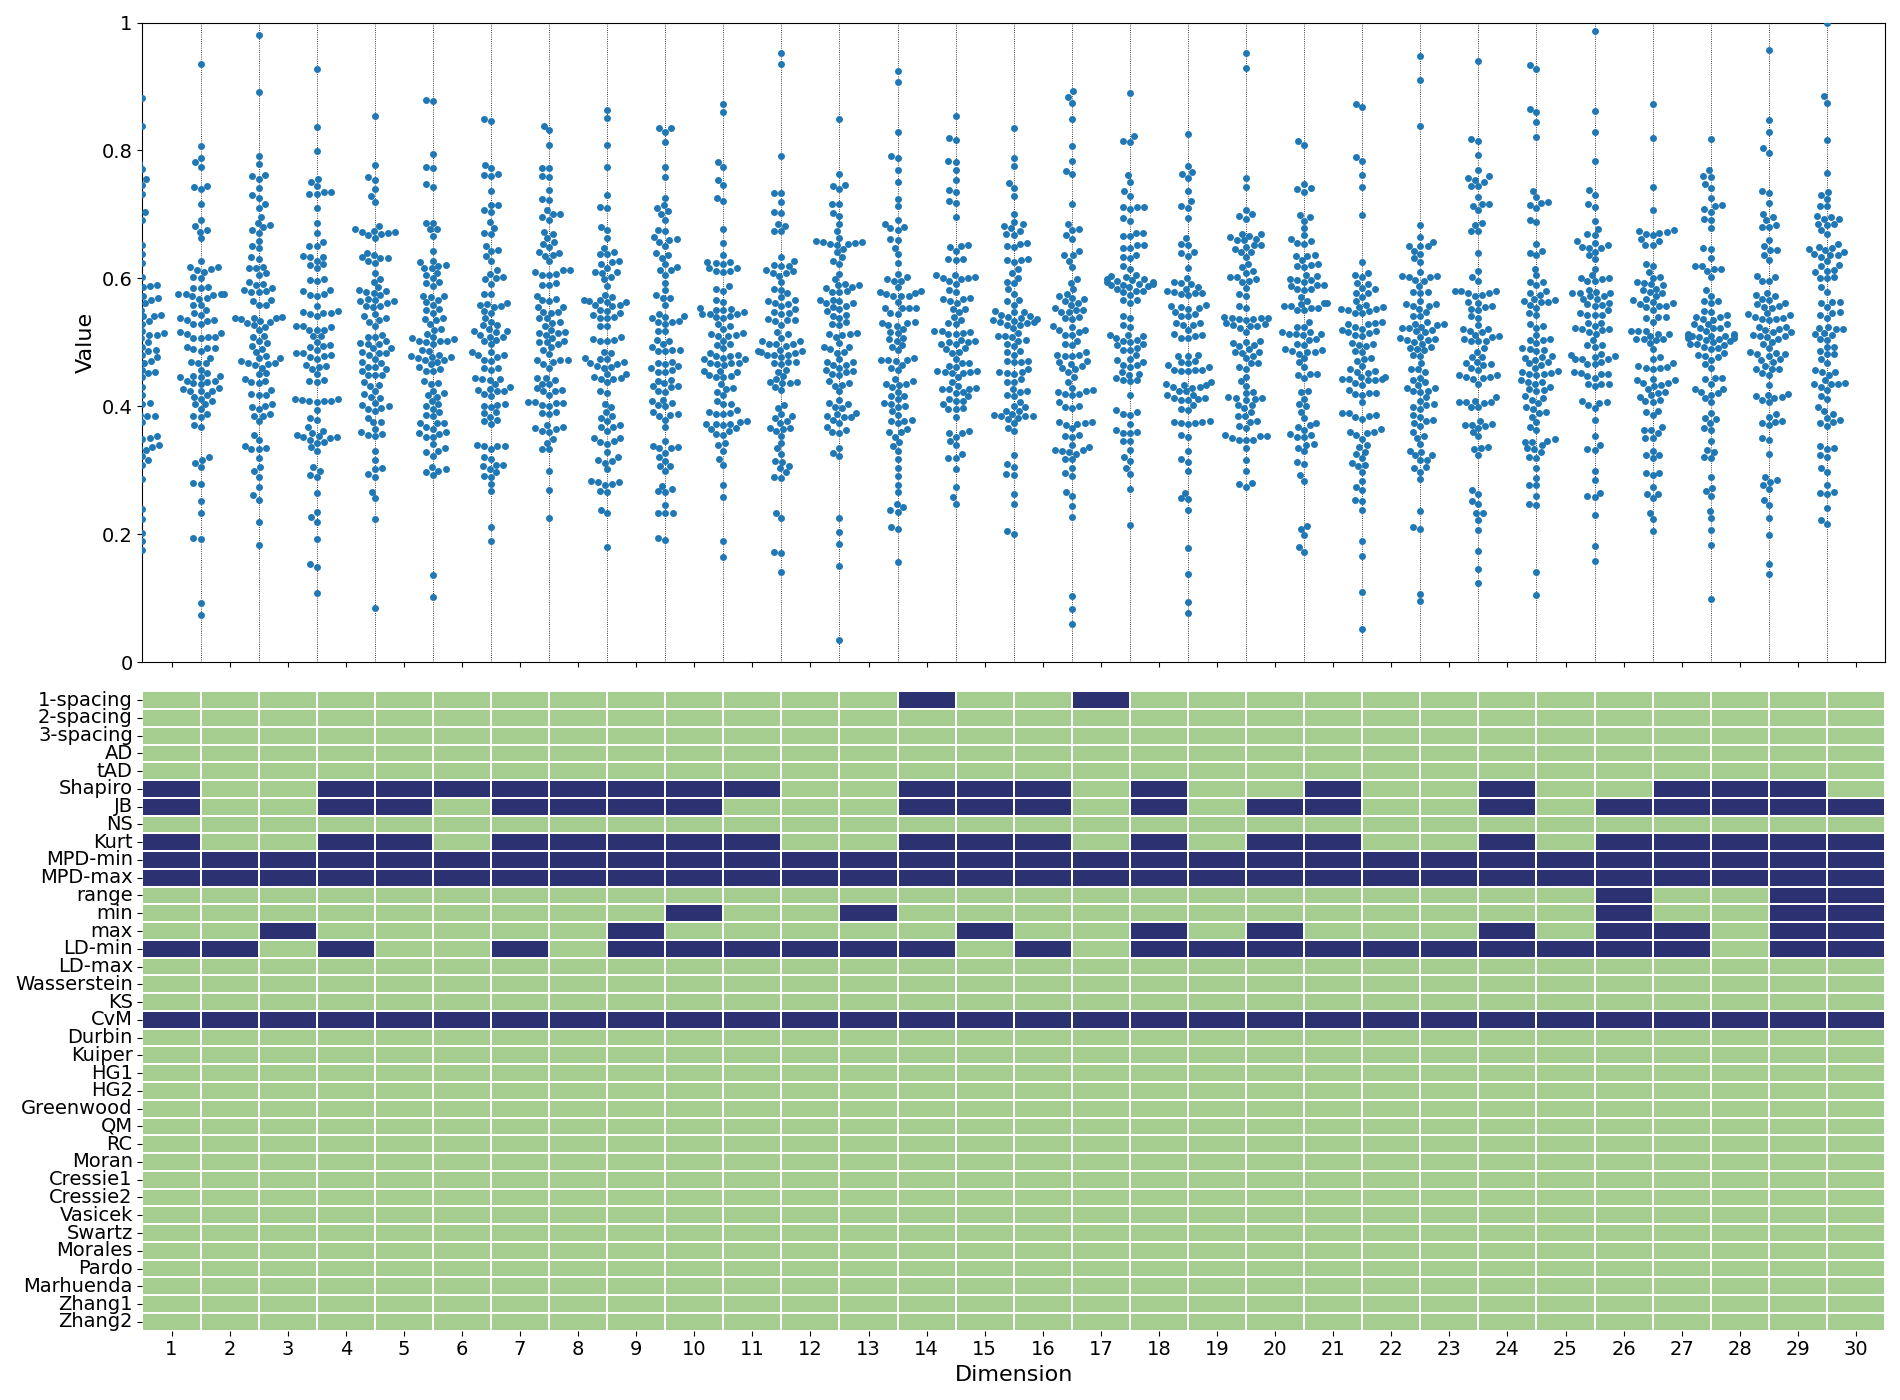 1
0.8
0.6
Value
0.4
0.2
0
1-spacing
2-spacing
3-spacing
AD
tAD
Shapiro
JB
NS
Kurt
MPD-min
MPD-max
range
min
max
LD-min
LD-max
Wasserstein
KS
CvM
Durbin
Kuiper
HG1
HG2
Greenwood
QM
RC
Moran
Cressie1
Cressie2
Vasicek
Swartz
Morales
Pardo
Marhuenda
Zhang1
Zhang2
1 2 3 4 5 6 7 8 9 10 11 12 13 14 15 16 17 18 19 20 21 22 23 24 25 26 27 28 29 30
Dimension